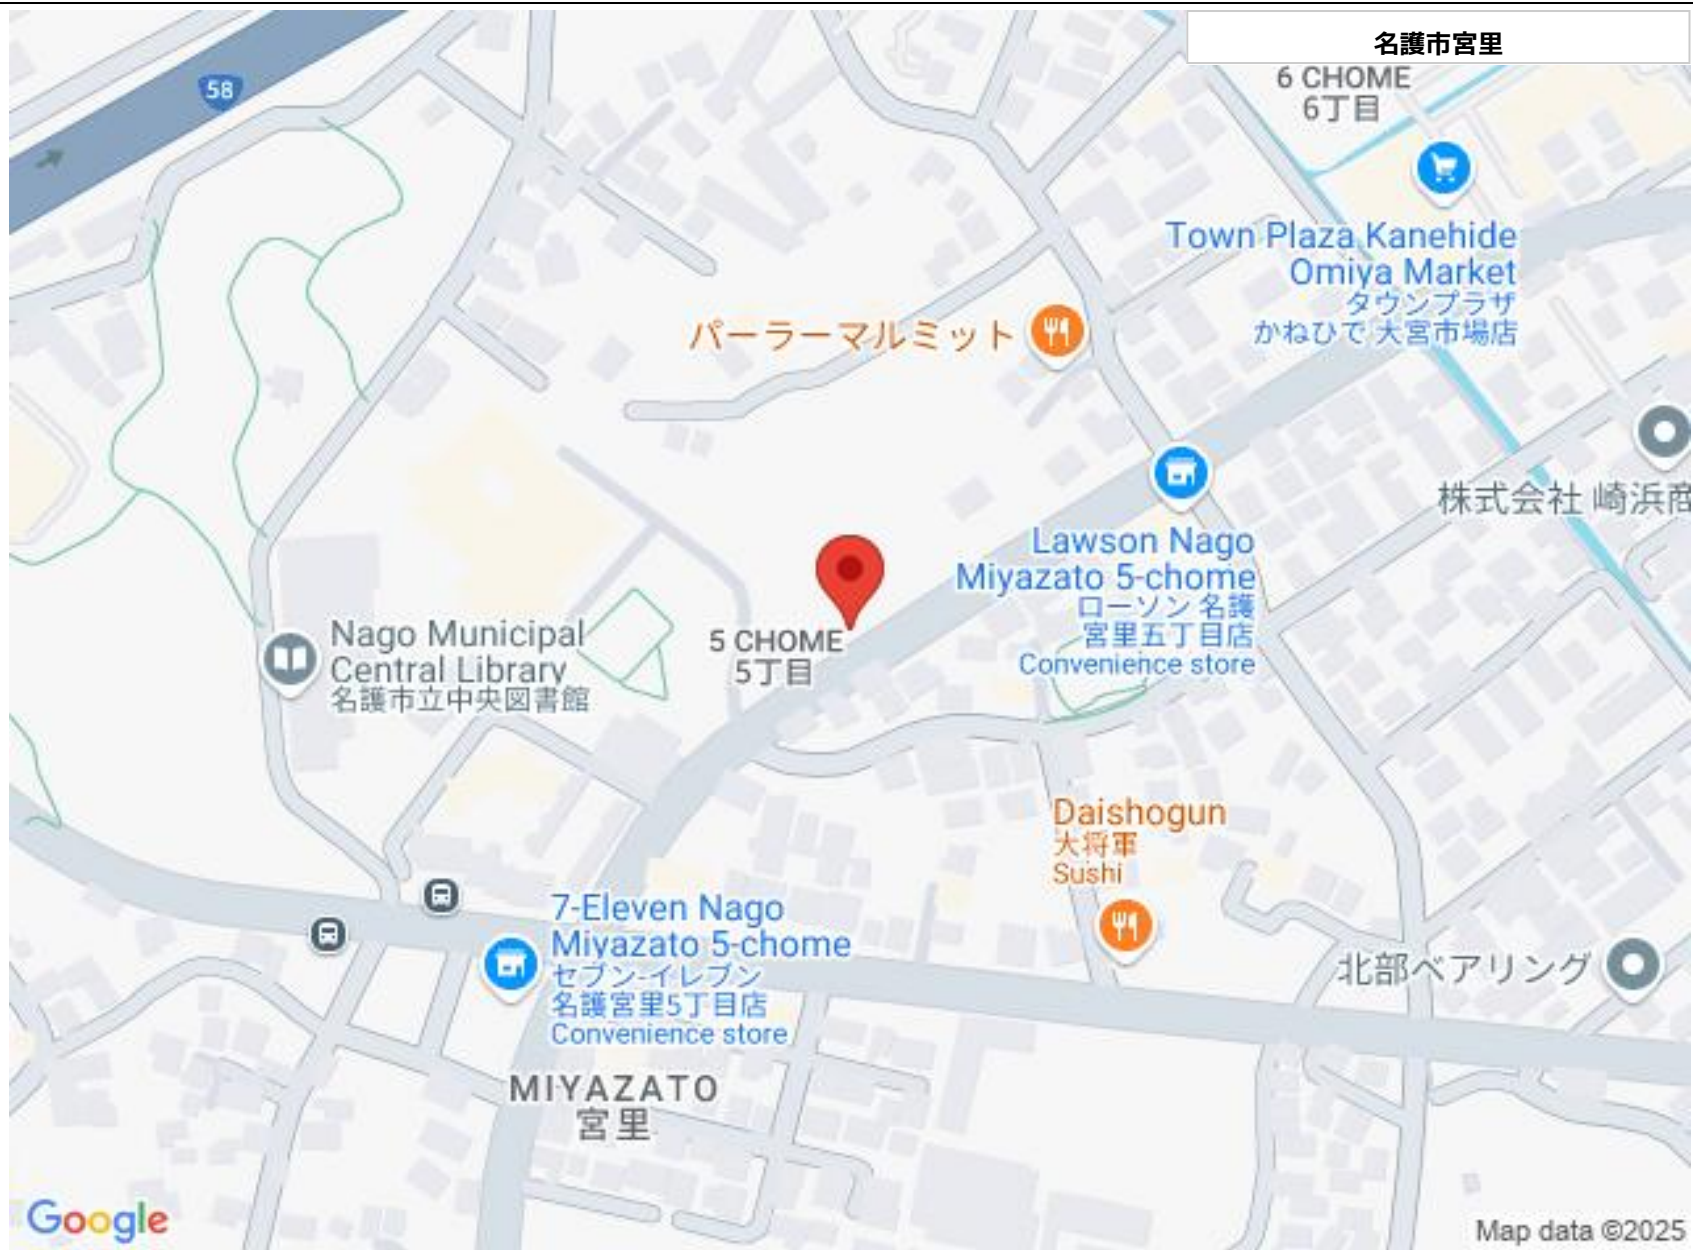 名護市宮里
58
6 CHOME
6丁目
Town Plaza Kanehide
Omiya Market
タウンプラザ
かねひで 大宮市場店
パーラーマルミット
株式会社 崎浜商
Lawson Nago
Miyazato 5-chome
ローソン 名護
宮里五丁目店
Convenience store
Nago Municipal
Central Library
名護市立中央図書館
5 CHOME
5丁目
Daishogun
大将軍
Sushi
7-Eleven Nago
Miyazato 5-chome
セブン-イレブン
名護宮里5丁目店
Convenience store
北部ベアリング
MIYAZATO
宮里
Google
Map data ©2025